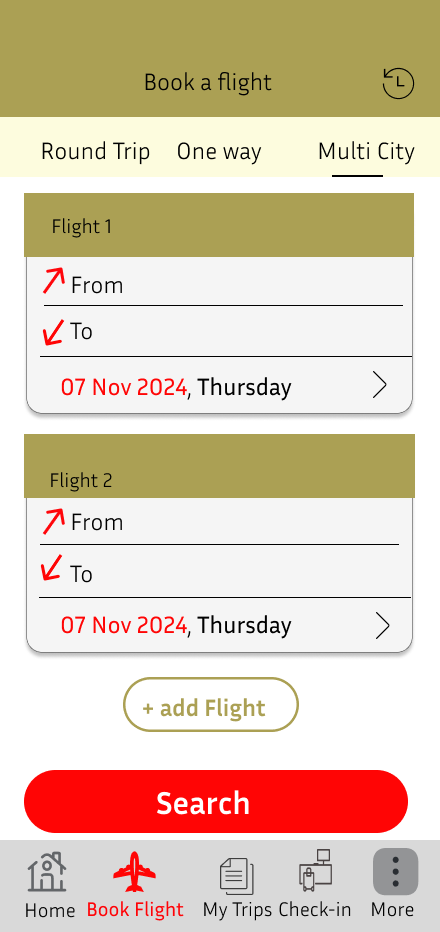 Book a flight
Round Trip One way Multi City
Flight 1
From
To
07 Nov 2024, Thursday
Flight 2
From
To
07 Nov 2024, Thursday
+ add Flight
Search
Home Book Flight My Trips Check-in More